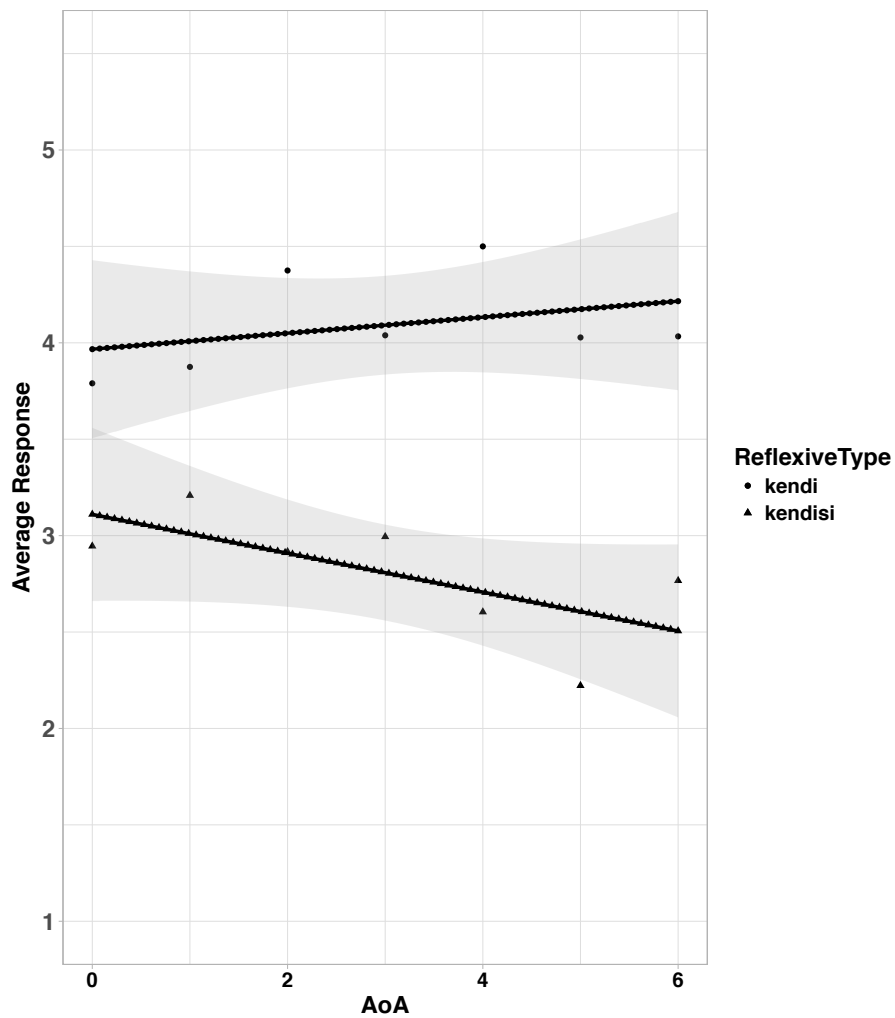 5
4
3
2
1
Average Response
0 2 4 6
AoA
ReflexiveType
kendi
kendisi